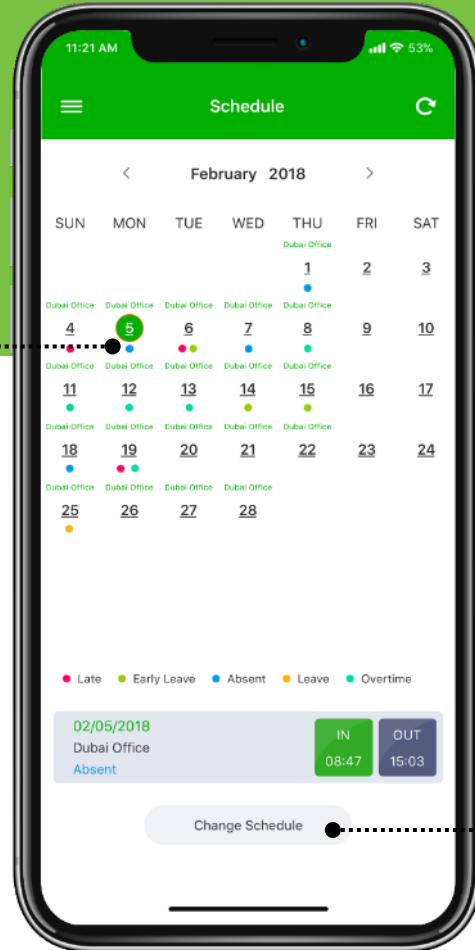 11:21 AM 53%
Schedule
< February 2018 >
SUN MON TUE WED THU FRI SAT
Dubai Office
1 2 3
Dubai Office Dubai Office Dubai Office Dubai Office Dubai Office
4 5 6 7 8 9 10
Dubai Office Dubai Office Dubai Office Dubai Office Dubai Office
11 12 13 14 15 16 17
Dubai Office Dubai Office Dubai Office Dubai Office Dubai Office
18 19 20 21 22 23 24
Dubai Office Dubai Office Dubai Office Dubai Office
25 26 27 28
Late Early Leave Absent Leave Overtime
02/05/2018
Dubai Office
Absent
IN OUT
08:47 15:03
Change Schedule